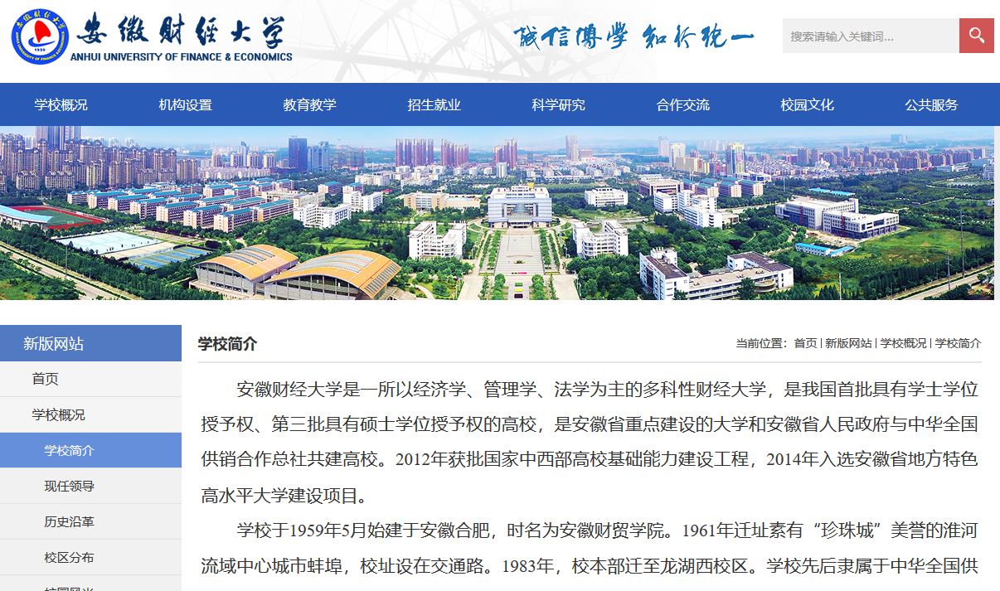 安徽财经大学
ANHUI UNIVERSITY OF FINANCE & ECONOMICS
诚信博学 知行统一
搜索请输入关键词...
学校概况 机构设置 教育教学 招生就业 科学研究 合作交流 校园文化 公共服务
新版网站
首页
学校概况
学校简介
现任领导
历史沿革
校区分布
校园风光
学校简介
当前位置：首页 | 新版网站 | 学校概况 | 学校简介
安徽财经大学是一所以经济学、管理学、法学为主的多科性财经大学，是我国首批具有学士学位
授予权、第三批具有硕士学位授予权的高校，是安徽省重点建设的大学和安徽省人民政府与中华全国
供销合作总社共建高校。2012年获批国家中西部高校基础能力建设工程，2014年入选安徽省地方特色
高水平大学建设项目。
学校于1959年5月始建于安徽合肥，时名为安徽财贸学院。1961年迁址素有“珍珠城”美誉的淮河
流域中心城市蚌埠，校址设在交通路。1983年，校本部迁至龙湖西校区。学校先后隶属于中华全国供